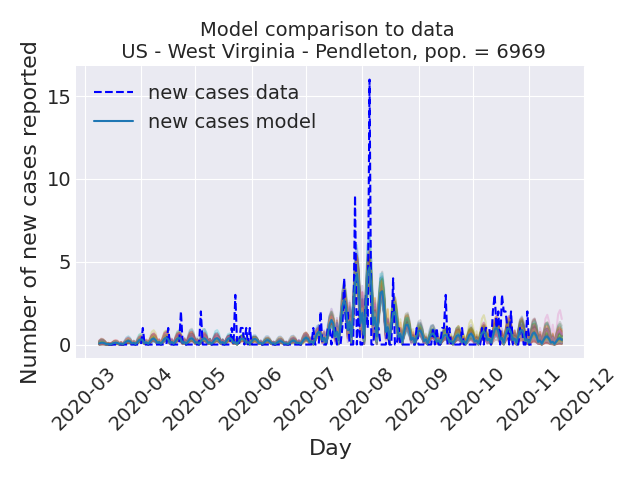 Model comparison to data
US - West Virginia - Pendleton, pop. = 6969
Number of new cases reported
15
10
5
0
new cases data
new cases model
2020-03
2020-04
2020-05
2020-06
2020-07
2020-08
2020-09
2020-10
2020-11
2020-12
Day